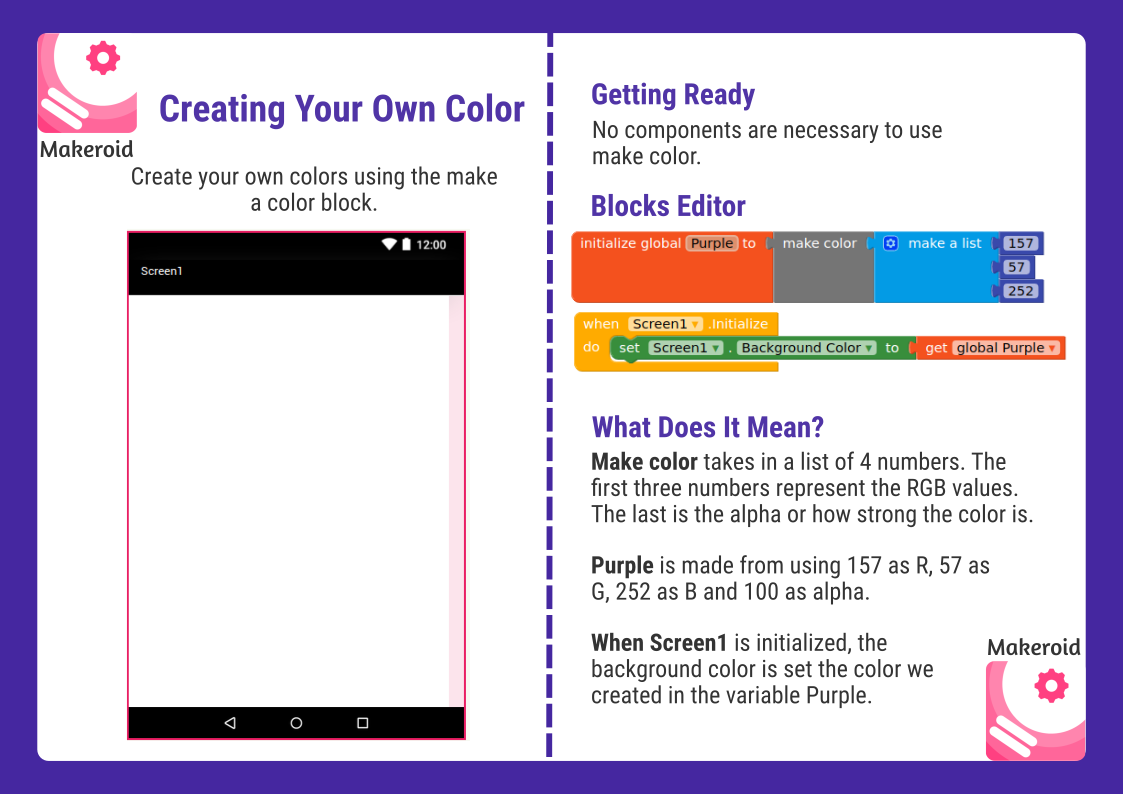 Makeroid
Creating Your Own Color
Create your own colors using the make
a color block.
12:00
Screen1
Getting Ready
No components are necessary to use
make color.
Blocks Editor
initialize global Purple to make color make a list 157
57
252
when Screen1 .Initialize
do set Screen1 . Background Color to get global Purple
What Does It Mean?
Make color takes in a list of 4 numbers. The
first three numbers represent the RGB values.
The last is the alpha or how strong the color is.
Purple is made from using 157 as R, 57 as
G, 252 as B and 100 as alpha.
When Screen1 is initialized, the
background color is set the color we
created in the variable Purple.
Makeroid